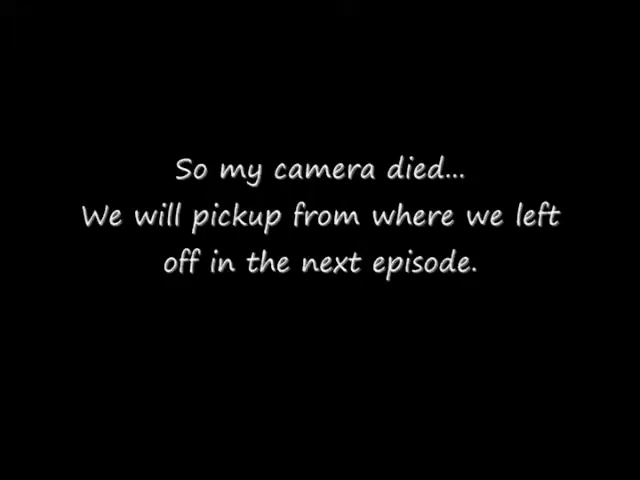 So my camera died...
We will pickup from where we left
off in the next episode.